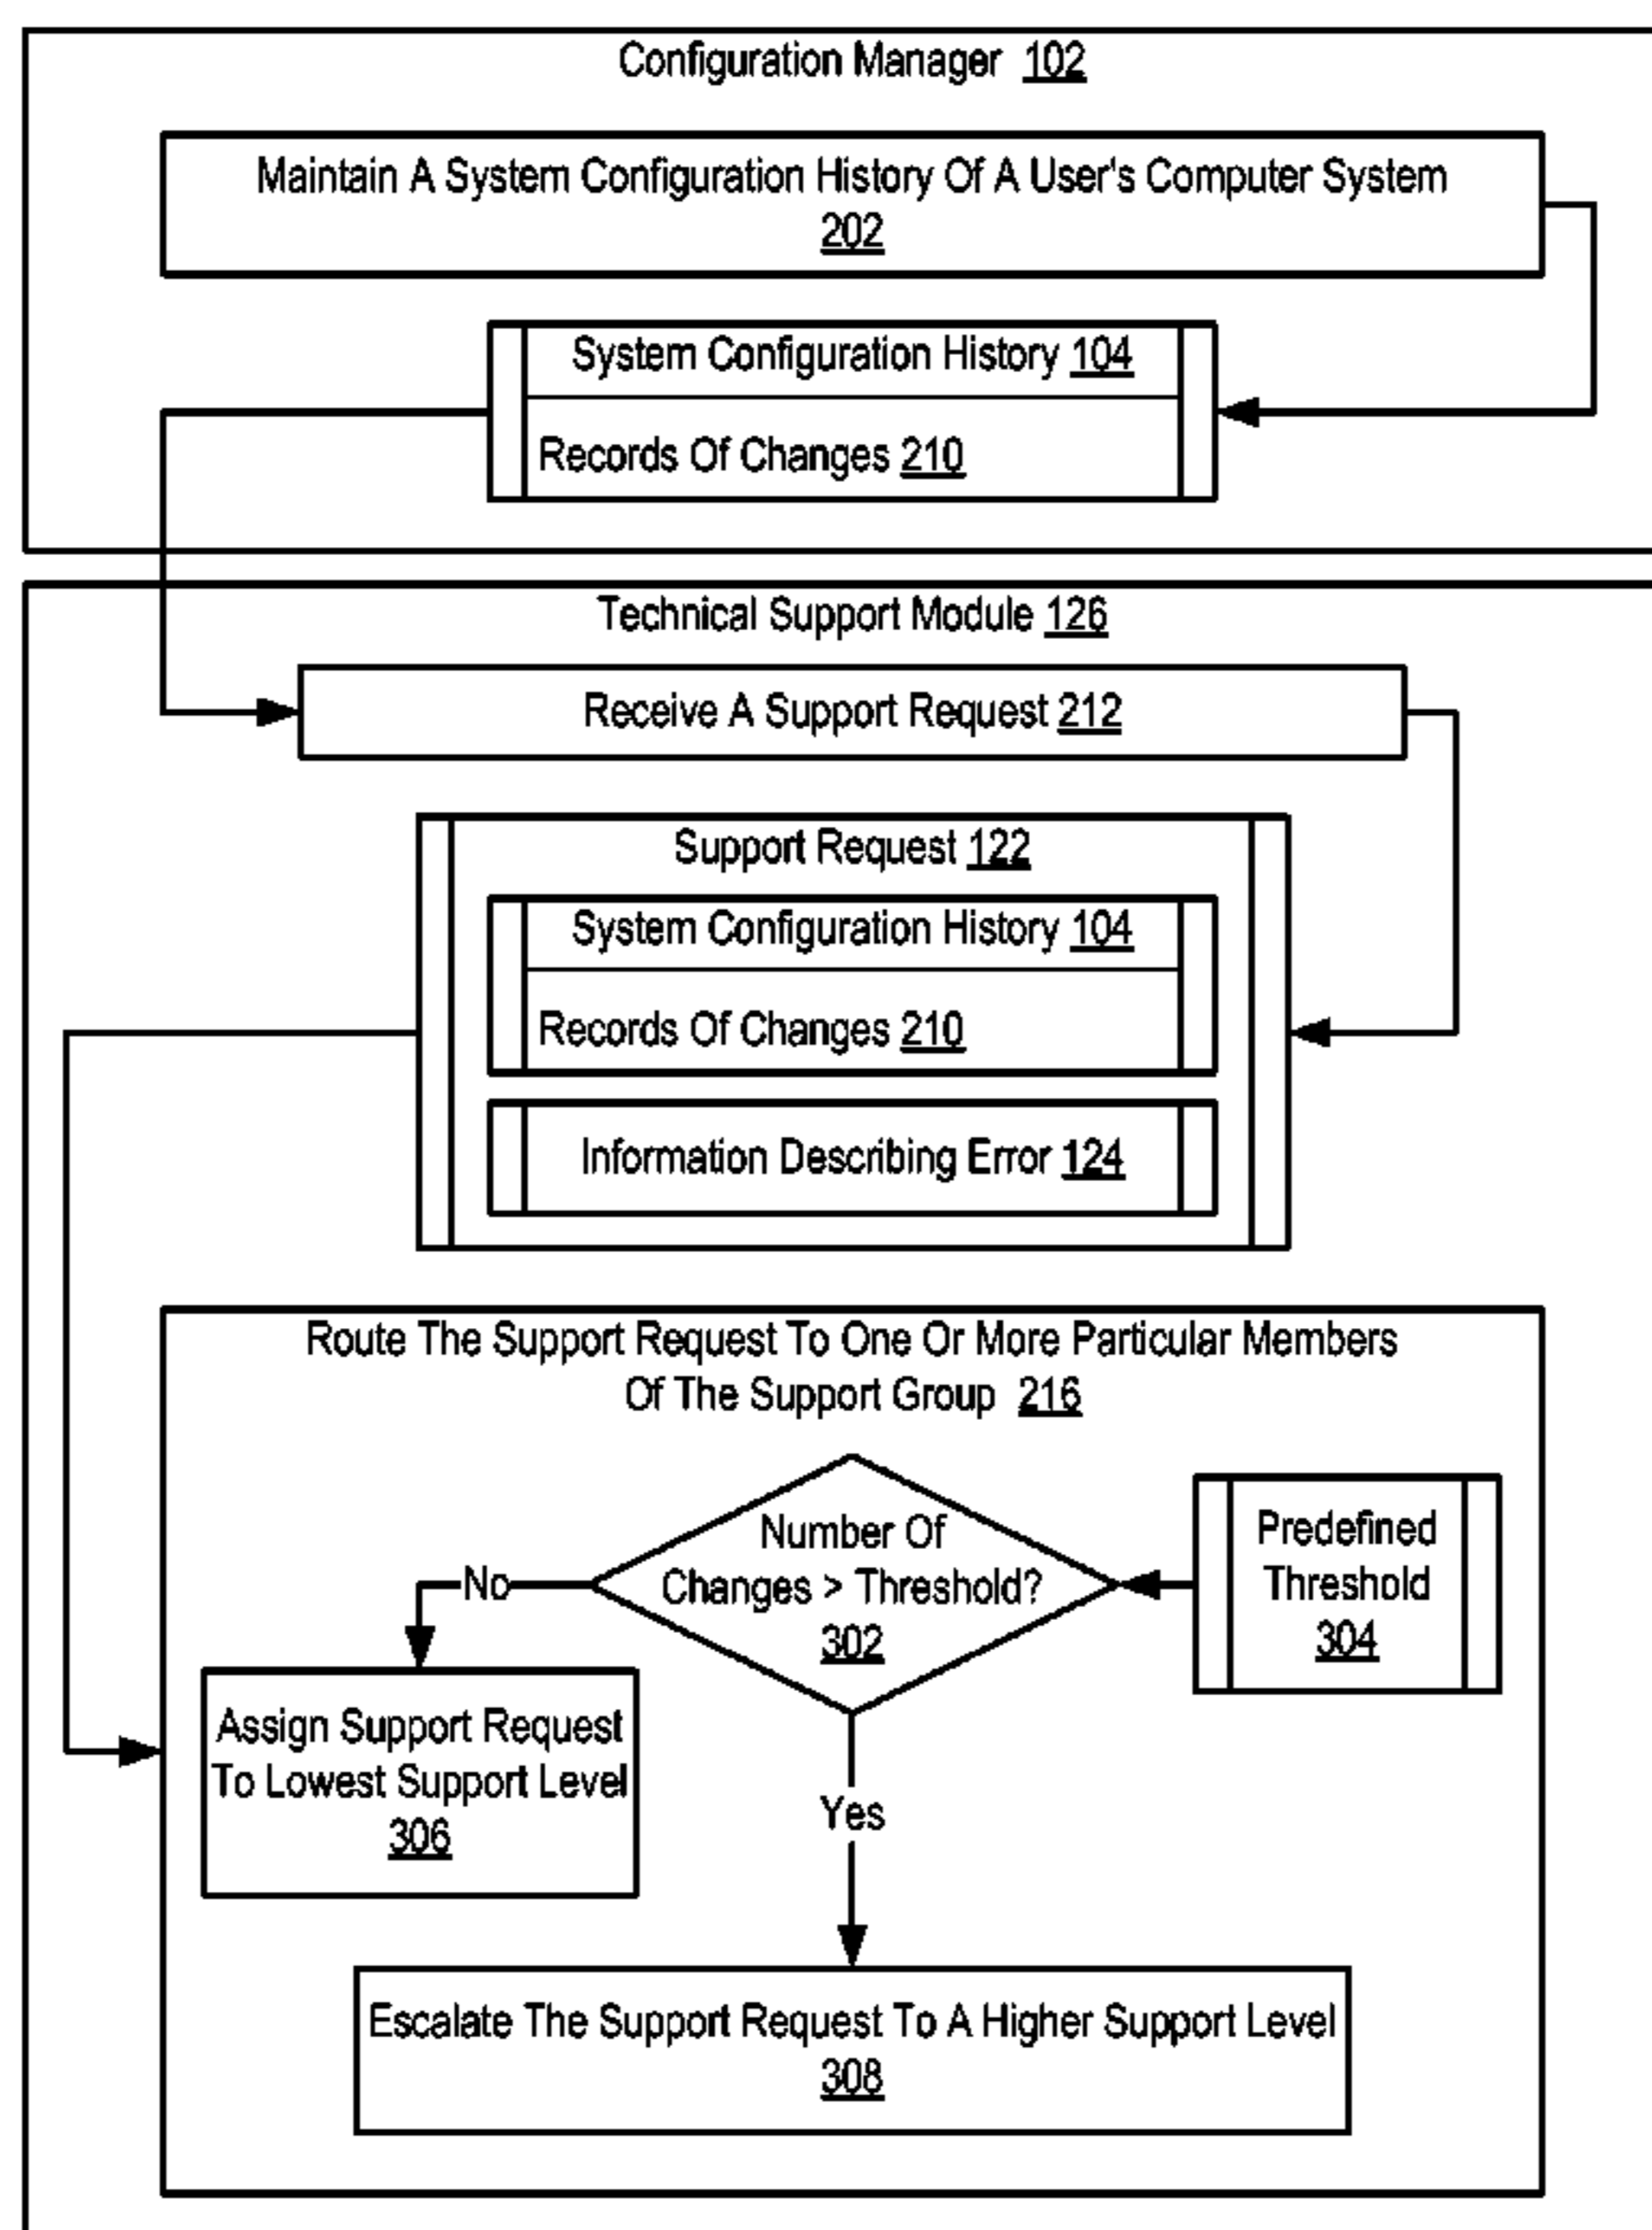 Configuration Manager 102
Maintain A System Configuration History Of A User's Computer System
202
System Configuration History 104
Records Of Changes 210
Technical Support Module 126
Receive A Support Request 212
Support Request 122
System Configuration History 104
Records Of Changes 210
Information Describing Error 124
Route The Support Request To One Or More Particular Members
Of The Support Group 216
Number Of
Changes > Threshold?
302
Predefined
Threshold
304
No
Assign Support Request
To Lowest Support Level
306
Yes
Escalate The Support Request To A Higher Support Level
308